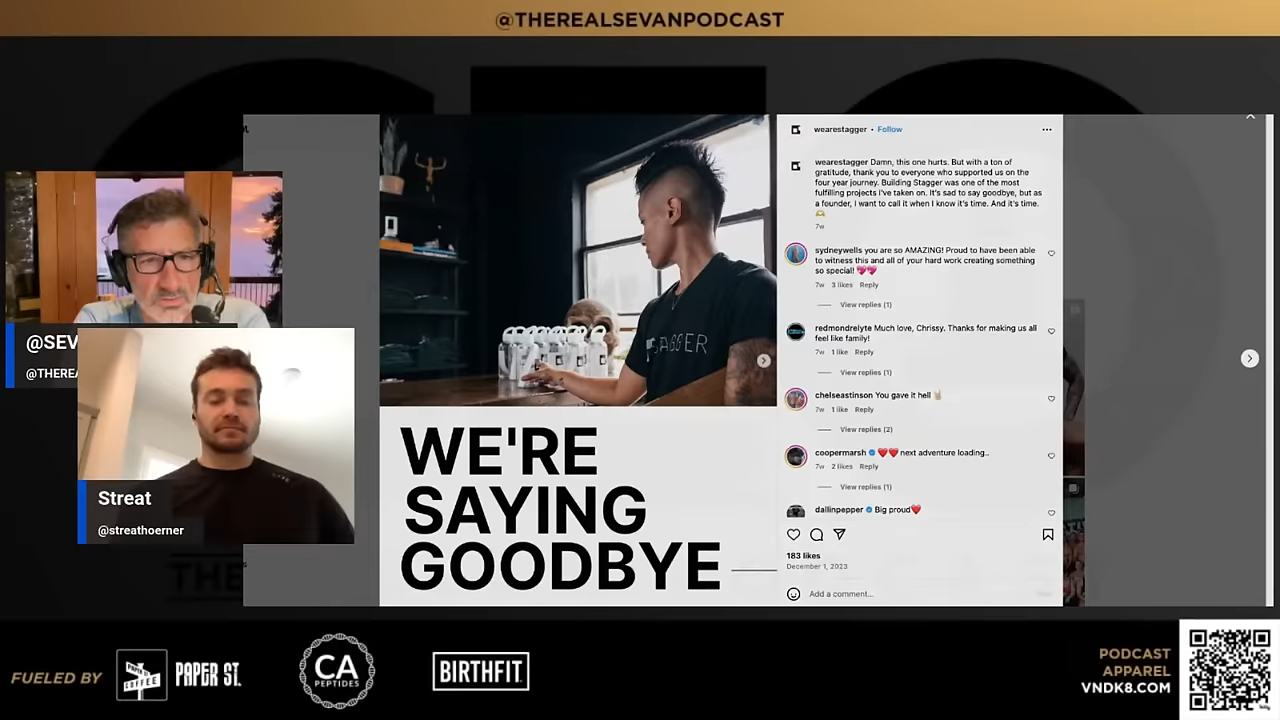 @THEREALSEVANPODCAST
wearestagger • Follow
wearestagger Damn, this one hurts. But with a ton of
gratitude, thank you to everyone who supported us on the
four year journey. Building Stagger was one of the most
fulfilling projects i've taken on. It's sad to say goodbye, but as
a founder, I want to call it when I know it's time. And it's time.
🫶
7w
sydneywells you are so AMAZING! Proud to have been able
to witness this and all of your hard work creating something
so special! 💖💖
7w 3 likes Reply
View replies (1)
redmondrelyte Much love, Chrissy. Thanks for making us all
feel like family!
7w 1 like Reply
View replies (1)
chelseastinson You gave it hell 🤘🏼
7w 1 like Reply
View replies (2)
coopermarsh ❤️❤️ next adventure loading..
7w 2 likes Reply
View replies (1)
dallinpepper Big proud❤️
183 likes
December 1, 2023
Add a comment...
WE'RE
SAYING
GOODBYE
@SEV
@THEREA
Streat
@streathoerner
THE
FUELED BY
PAPER ST.
COFFEE
PAPER ST.
CA
PEPTIDES
BIRTHFIT
PODCAST
APPAREL
VNDK8.COM